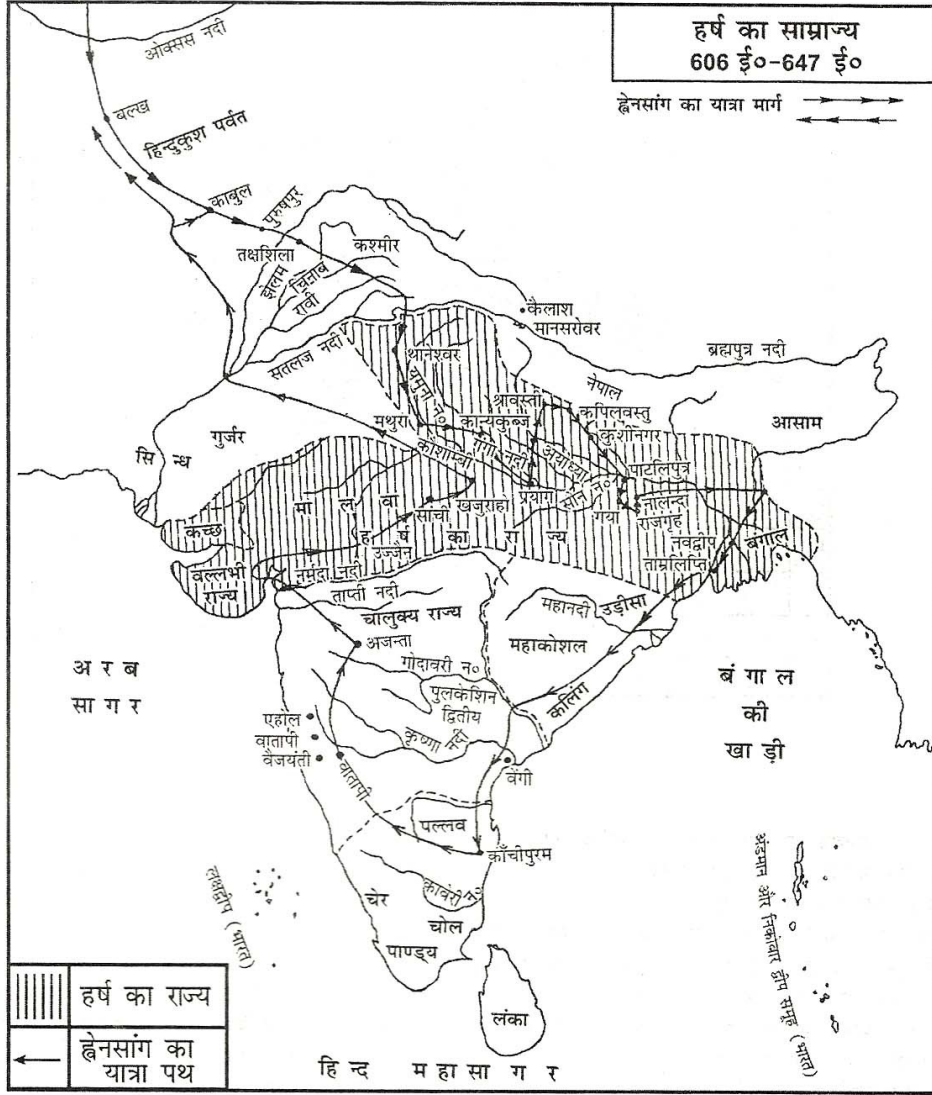 हर्ष का साम्राज्य
606 ई०-647 ई०
ह्वेनसांग का यात्रा मार्ग
ओक्सस नदी
बल्ख
हिन्दुकुश पर्वत
काबुल
पुरुषपुर
तक्षशिला
कश्मीर
झेलम
चिनाब
रावी
कैलाश
मानसरोवर
सतलज नदी
थानेश्वर
ब्रह्मपुत्र नदी
यमुना न०
नेपाल
श्रावस्ती
कपिलवस्तु
मथुरा
कान्यकुब्ज
कुशीनगर
आसाम
गुर्जर
सिन्ध
कौशाम्बी
गंगा नदी
अयोध्या
पाटलिपुत्र
मालवा
प्रयाग
सोन न०
नालन्दा
खजुराहो
साँची
गया
राजगृह
कच्छ
हर्ष का राज्य
उज्जैन
नवद्वीप
बंगाल
ताम्रलिप्ति
वल्लभी
राज्य
नर्मदा नदी
ताप्ती नदी
चालुक्य राज्य
महानदी
उड़ीसा
अजन्ता
महाकोशल
गोदावरी न०
अरब
सागर
पुलकेशिन
द्वितीय
कलिंग
बंगाल
की
खाड़ी
एहोल
वातापी
वैजयंती
कृष्णा नदी
वातापी
वेंगी
पल्लव
काँचीपुरम
लक्षद्वीप (भारत)
कावेरी न०
चेर
चोल
पाण्ड्य
अंडमान और निकोबार द्वीप समूह (भारत)
लंका
हर्ष का राज्य
ह्वेनसांग का
यात्रा पथ
हिन्द महासागर